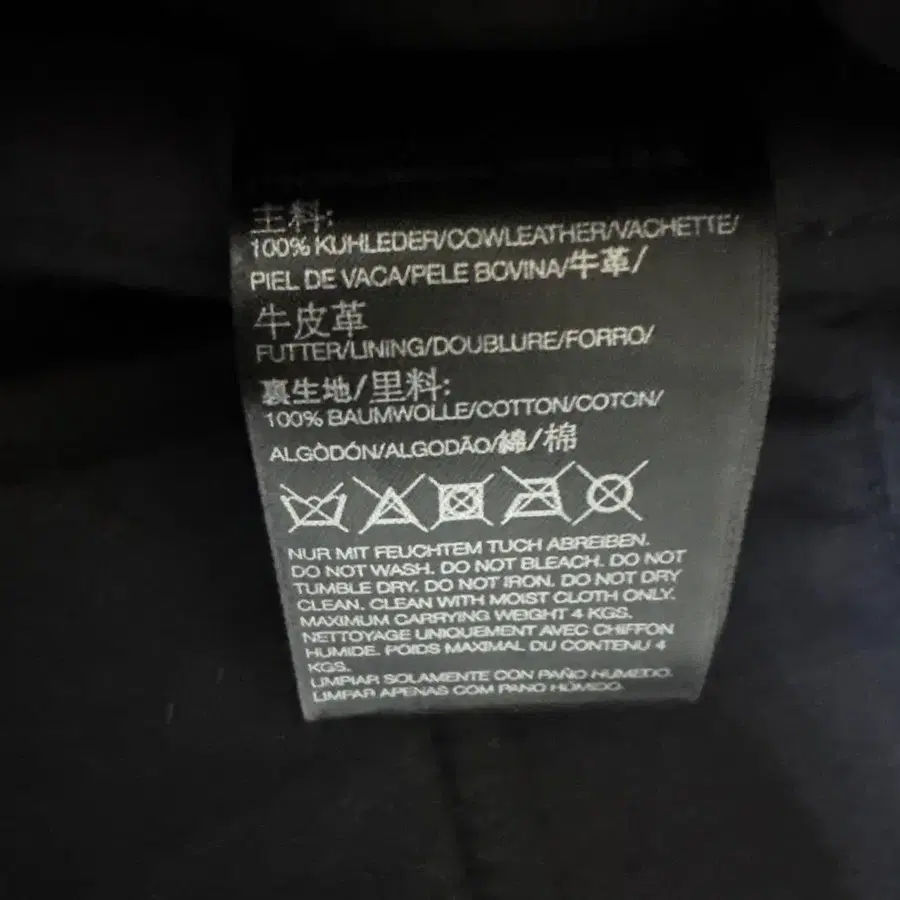 主料:
100% KUHLEDER/COWLEATHER/VACHETTE/
PIEL DE VACA/PELE BOVINA/牛革/
牛皮革
FUTTER/LINING/DOUBLURE/FORRO/
裏生地/里料:
100% BAUMWOLLE/COTTON/COTON/
ALGÒDÓN/ALGODÃO/綿/棉
NUR MIT FEUCHTEM TUCH ABREIBEN.
DO NOT WASH. DO NOT BLEACH. DO NOT
TUMBLE DRY. DO NOT IRON. DO NOT DRY
CLEAN. CLEAN WITH MOIST CLOTH ONLY.
MAXIMUM CARRYING WEIGHT 4 KGS.
NETTOYAGE UNIQUEMENT AVEC CHIFFON
HUMIDE. POIDS MAXIMAL DU CONTENU 4
KGS.
LIMPIAR SOLAMENTE CON PAÑO HUMEDO.
LIMPAR APENAS COM PANO HÚMIDO.